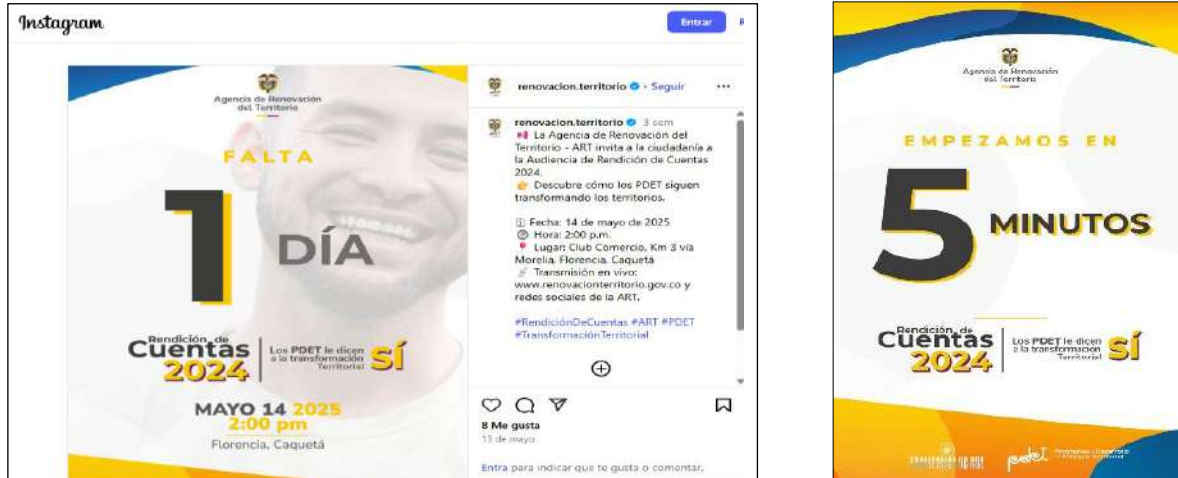 Instagram
Entrar
Agencia de Renovación
del Territorio
FALTA
1
DÍA
Rendición de
Cuentas
2024
Los PDET le dicen
a la transformación
Territorial
SÍ
MAYO 14 2025
2:00 pm
Florencia, Caquetá
renovacion.territorio • Seguir
renovacion.territorio 3 sem
La Agencia de Renovación del
Territorio - ART invita a la ciudadanía a
la Audiencia de Rendición de Cuentas
2024.
👉 Descubre cómo los PDET siguen
transformando los territorios.
Fecha: 14 de mayo de 2025
Hora: 2:00 p.m.
📍 Lugar: Club Comercio, Km 3 vía
Morelia, Florencia, Caquetá
Transmisión en vivo:
www.renovacionterritorio.gov.co y
redes sociales de la ART.
#RendiciónDeCuentas #ART #PDET
#TransformaciónTerritorial
8 Me gusta
13 de mayo
Entra para indicar que te gusta o comentar.
Agencia de Renovación
del Territorio
EMPEZAMOS EN
5
MINUTOS
Rendición de
Cuentas
2024
Los PDET le dicen
a la transformación
Territorial
SÍ
pdet